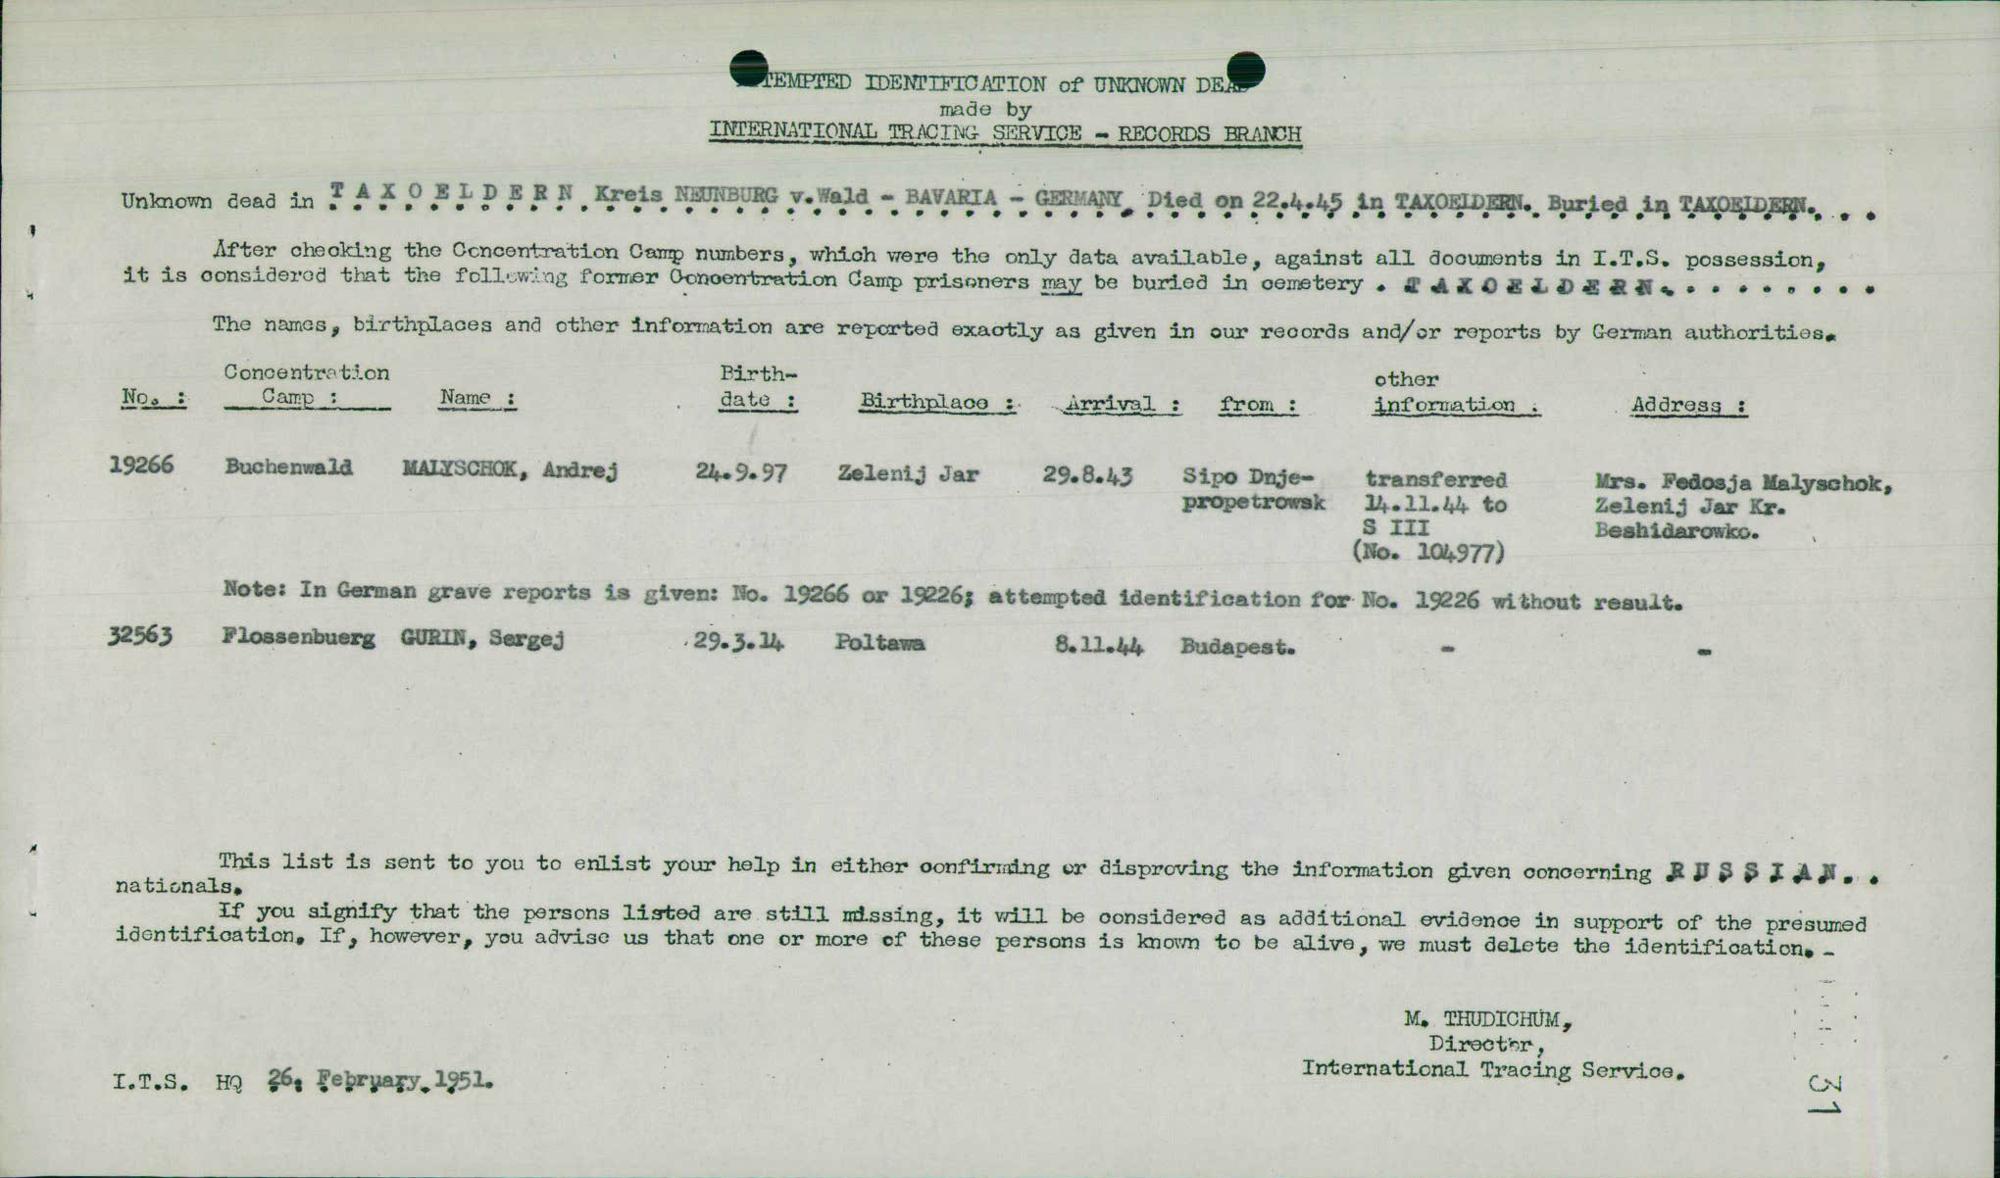 TEMPTED IDENTIFICATION of UNKNOWN DEA
made by
INTERNATIONAL TRACING SERVICE - RECORDS BRANCH
Unknown dead in T A X O E L D E R N Kreis NEUNBURG v.Wald - BAVARIA - GERMANY. Died on 22.4.45 in TAXOELDERN. Buried in TAXOELDERN. . .
After checking the Concentration Camp numbers, which were the only data available, against all documents in I.T.S. possession,
it is considered that the following former Concentration Camp prisoners may be buried in cemetery . T A X O E L D E R N . . . . . . . . .
The names, birthplaces and other information are reported exactly as given in our records and/or reports by German authorities.
No. : Concentration Camp : Name : Birth-date : Birthplace : Arrival : from : other information : Address :
19266 Buchenwald MALYSCHOK, Andrej 24.9.97 Zelenij Jar 29.8.43 Sipo Dnje- transferred Mrs. Fedosja Malyschok,
propetrowsk 14.11.44 to Zelenij Jar Kr.
S III Beshidarowko.
(No. 104977)
Note: In German grave reports is given: No. 19266 or 19226; attempted identification for No. 19226 without result.
32563 Flossenbuerg GURIN, Sergej 29.3.14 Poltawa 8.11.44 Budapest. - -
This list is sent to you to enlist your help in either confirming or disproving the information given concerning R U S S I A N . .
nationals.
If you signify that the persons listed are still missing, it will be considered as additional evidence in support of the presumed
identification. If, however, you advise us that one or more of these persons is known to be alive, we must delete the identification. -
M. THUDICHUM,
Director,
International Tracing Service.
I.T.S. HQ 26. February 1951.
31